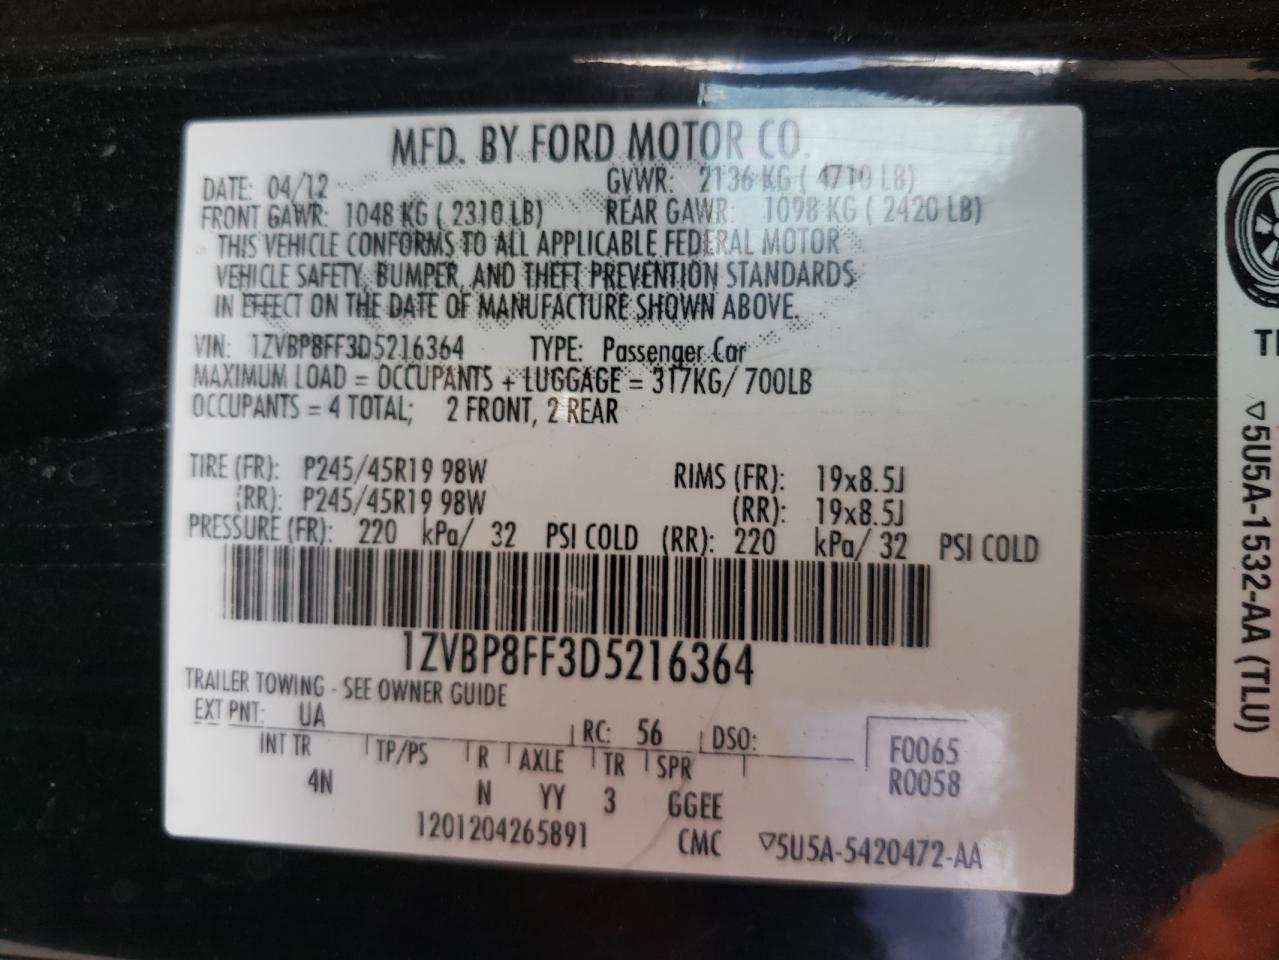 MFD. BY FORD MOTOR CO.
DATE: 04/12 GVWR: 2136 KG ( 4710 LB)
FRONT GAWR: 1048 KG ( 2310 LB) REAR GAWR: 1098 KG ( 2420 LB)
THIS VEHICLE CONFORMS TO ALL APPLICABLE FEDERAL MOTOR
VEHICLE SAFETY, BUMPER, AND THEFT PREVENTION STANDARDS
IN EFFECT ON THE DATE OF MANUFACTURE SHOWN ABOVE.
VIN: 1ZVBP8FF3D5216364 TYPE: Passenger Car
MAXIMUM LOAD = OCCUPANTS + LUGGAGE = 317KG/ 700LB
OCCUPANTS = 4 TOTAL; 2 FRONT, 2 REAR
TIRE (FR): P245/45R19 98W RIMS (FR): 19x8.5J
(RR): P245/45R19 98W (RR): 19x8.5J
PRESSURE (FR): 220 kPa/ 32 PSI COLD (RR): 220 kPa/ 32 PSI COLD
1ZVBP8FF3D5216364
TRAILER TOWING - SEE OWNER GUIDE
EXT PNT: UA RC: 56 DSO:
INT TR TP/PS R AXLE TR SPR F0065
4N N YY 3 GGEE R0058
1201204265891 CMC ▽5U5A-5420472-AA
▽5U5A-1532-AA (TLU)